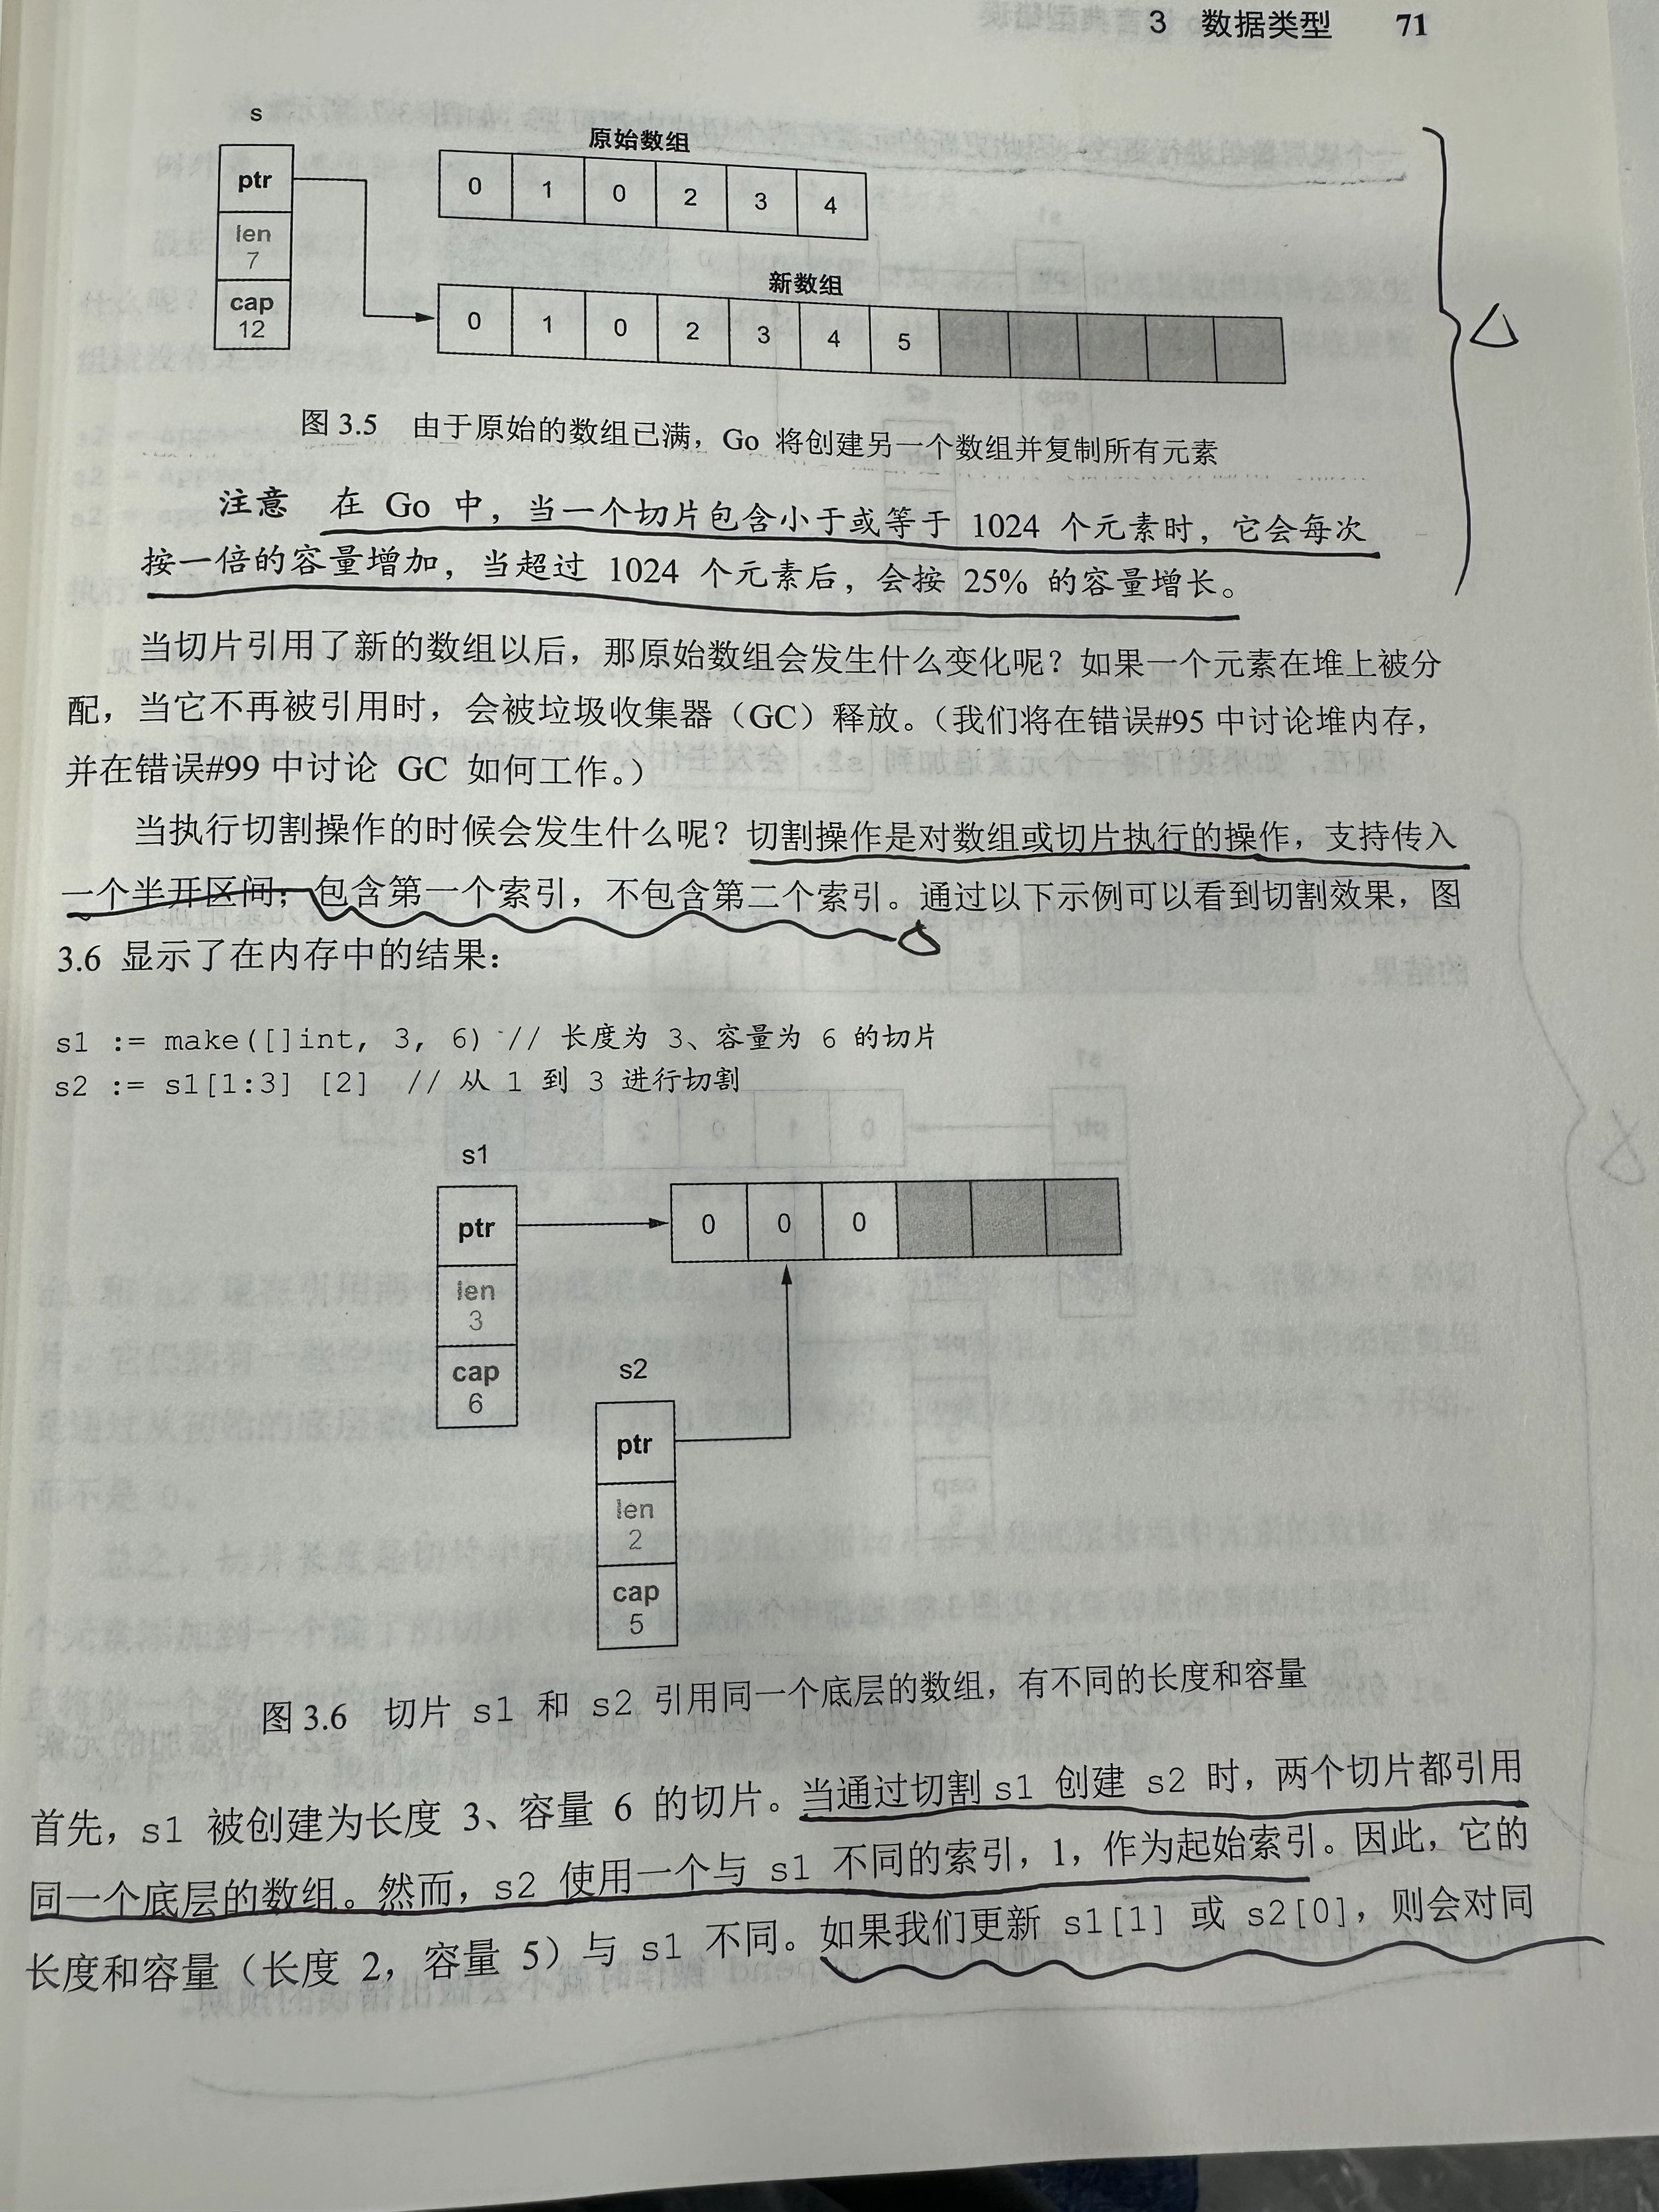 3 数据类型 71
s
原始数组
ptr
0 1 0 2 3 4
len
7
新数组
cap
12
0 1 0 2 3 4 5
图 3.5 由于原始的数组已满，Go 将创建另一个数组并复制所有元素
注意 在 Go 中，当一个切片包含小于或等于 1024 个元素时，它会每次
按一倍的容量增加，当超过 1024 个元素后，会按 25% 的容量增长。
当切片引用了新的数组以后，那原始数组会发生什么变化呢？如果一个元素在堆上被分
配，当它不再被引用时，会被垃圾收集器（GC）释放。（我们将在错误#95 中讨论堆内存，
并在错误#99 中讨论 GC 如何工作。）
当执行切割操作的时候会发生什么呢？切割操作是对数组或切片执行的操作，支持传入
一个半开区间；包含第一个索引，不包含第二个索引。通过以下示例可以看到切割效果，图
3.6 显示了在内存中的结果：
s1 := make([]int, 3, 6) // 长度为 3、容量为 6 的切片
s2 := s1[1:3] [2] // 从 1 到 3 进行切割
s1
ptr
0 0 0
len
3
cap
6
s2
ptr
len
2
cap
5
图 3.6 切片 s1 和 s2 引用同一个底层的数组，有不同的长度和容量
首先，s1 被创建为长度 3、容量 6 的切片。当通过切割 s1 创建 s2 时，两个切片都引用
同一个底层的数组。然而，s2 使用一个与 s1 不同的索引，1，作为起始索引。因此，它的
长度和容量（长度 2，容量 5）与 s1 不同。如果我们更新 s1[1] 或 s2[0]，则会对同